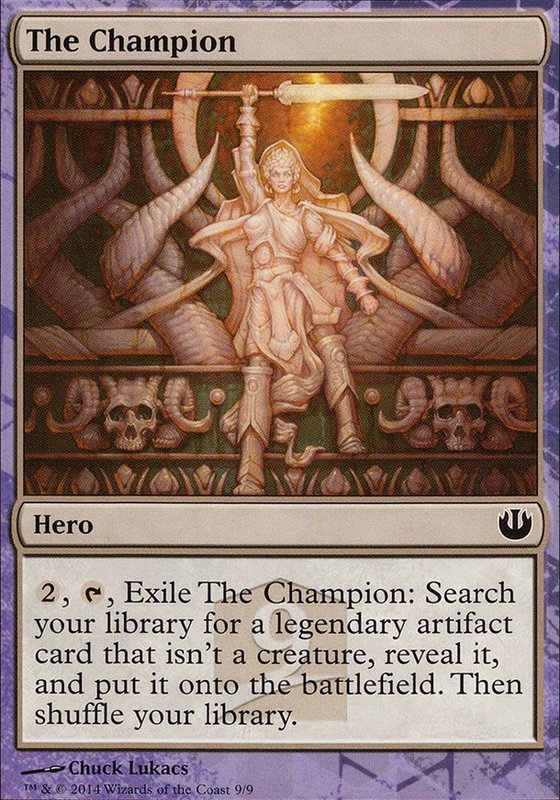 The Champion
Hero
2, , Exile The Champion: Search
your library for a legendary artifact
card that isn't a creature, reveal it,
and put it onto the battlefield. Then
shuffle your library.
9
Chuck Lukacs
™ & © 2014 Wizards of the Coast 9/9